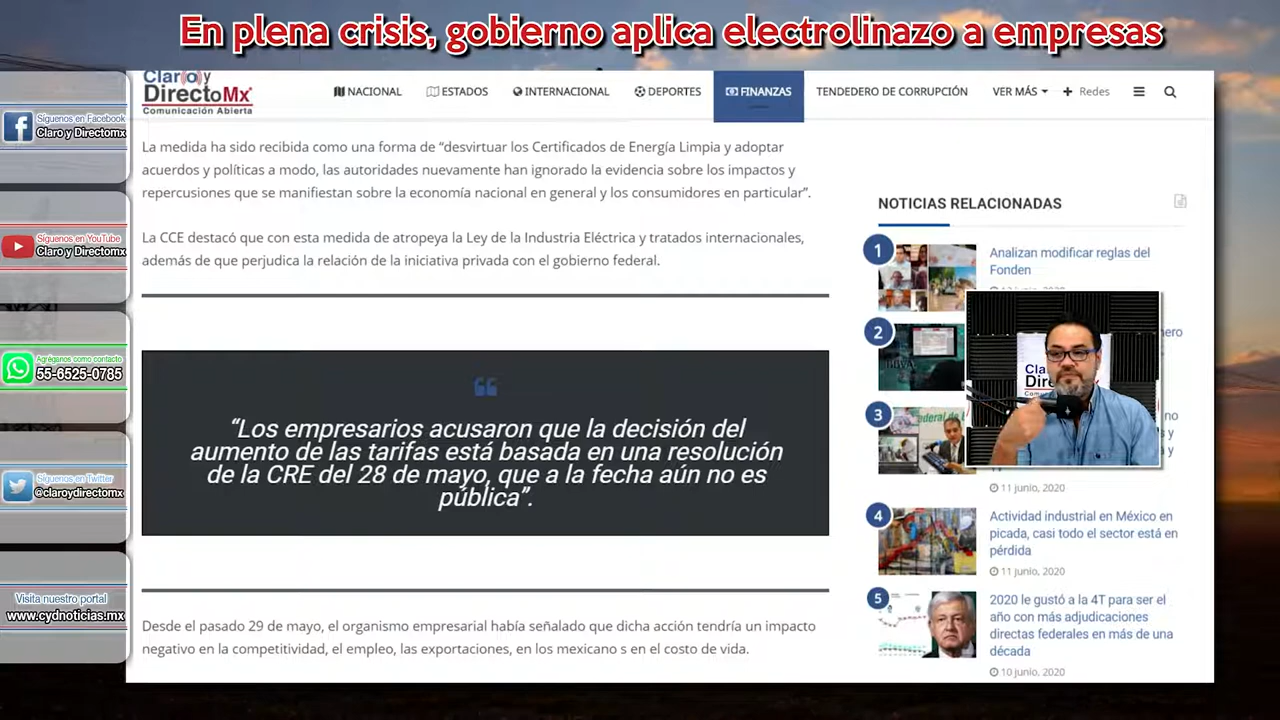 En plena crisis, gobierno aplica electrolinazo a empresas
Síguenos en Facebook
Claro y Directomx
Síguenos en YouTube
Claro y Directomx
Agréganos como contacto
55-6525-0785
Síguenos en Twitter
@claroydirectomx
Visita nuestro portal
www.cydnoticias.mx
Claro y
DirectoMx
Comunicación Abierta
NACIONAL
ESTADOS
INTERNACIONAL
DEPORTES
FINANZAS
TENDEDERO DE CORRUPCIÓN
VER MÁS
Redes
La medida ha sido recibida como una forma de “desvirtuar los Certificados de Energía Limpia y adoptar
acuerdos y políticas a modo, las autoridades nuevamente han ignorado la evidencia sobre los impactos y
repercusiones que se manifiestan sobre la economía nacional en general y los consumidores en particular”.
La CCE destacó que con esta medida de atropeya la Ley de la Industria Eléctrica y tratados internacionales,
además de que perjudica la relación de la iniciativa privada con el gobierno federal.
“Los empresarios acusaron que la decisión del
aumento de las tarifas está basada en una resolución
de la CRE del 28 de mayo, que a la fecha aún no es
pública”.
Desde el pasado 29 de mayo, el organismo empresarial había señalado que dicha acción tendría un impacto
negativo en la competitividad, el empleo, las exportaciones, en los mexicano s en el costo de vida.
NOTICIAS RELACIONADAS
1
Analizan modificar reglas del
Fonden
2
3
11 junio, 2020
4
Actividad industrial en México en
picada, casi todo el sector está en
pérdida
11 junio, 2020
5
2020 le gustó a la 4T para ser el
año con más adjudicaciones
directas federales en más de una
década
10 junio, 2020